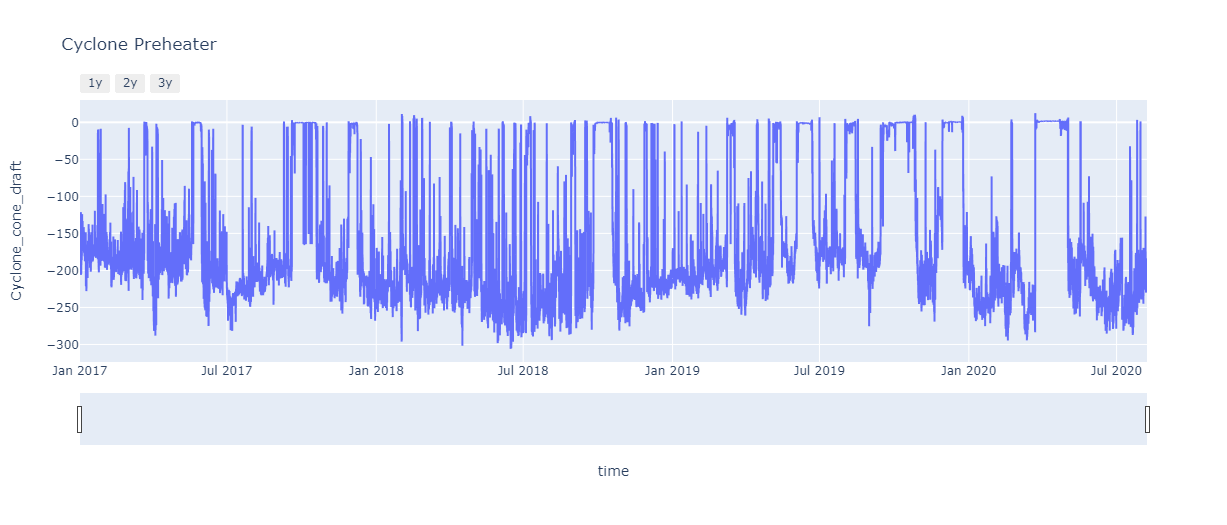 Cyclone Preheater
1y 2y 3y
Cyclone_cone_draft
0
−50
−100
−150
−200
−250
−300
Jan 2017 Jul 2017 Jan 2018 Jul 2018 Jan 2019 Jul 2019 Jan 2020 Jul 2020
time